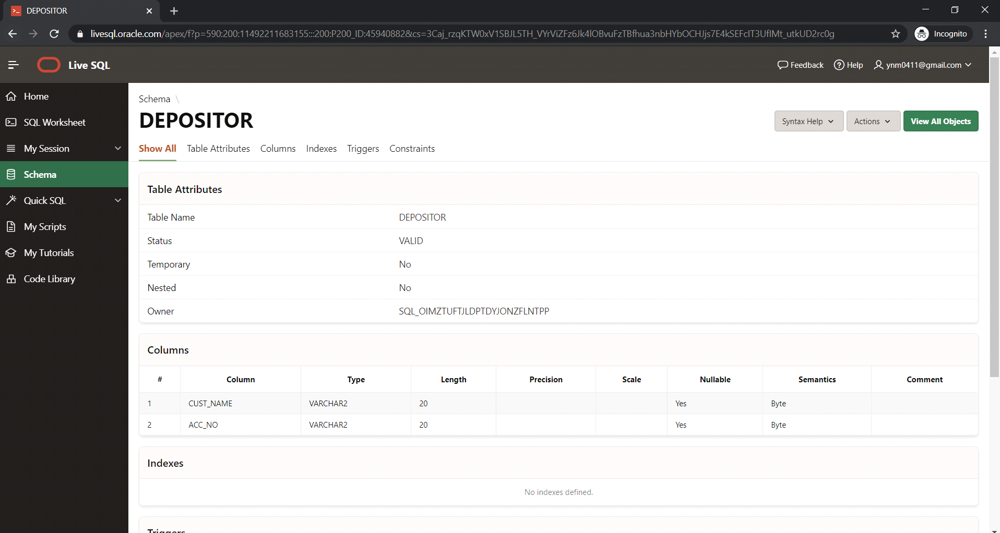 DEPOSITOR
livesql.oracle.com/apex/f?p=590:200:11492211683155:::200:P200_ID:45940882&cs=3Caj_rzqKTW0xV1SBJL5TH_VYrViZFz6Jk4lOBvuFzTBfhua3nbHYbOCHJjs7E4kSEFcIT3UfIMt_utkUD2rc0g
Incognito
Live SQL
Feedback
Help
ynm0411@gmail.com
Home
SQL Worksheet
My Session
Schema
Quick SQL
My Scripts
My Tutorials
Code Library
Schema \
DEPOSITOR
Syntax Help
Actions
View All Objects
Show All Table Attributes Columns Indexes Triggers Constraints
Table Attributes
Table Name DEPOSITOR
Status VALID
Temporary No
Nested No
Owner SQL_OIMZTUFTJLDPTDYJONZFLNTPP
Columns
# Column Type Length Precision Scale Nullable Semantics Comment
1 CUST_NAME VARCHAR2 20 Yes Byte
2 ACC_NO VARCHAR2 20 Yes Byte
Indexes
No indexes defined.
Triggers